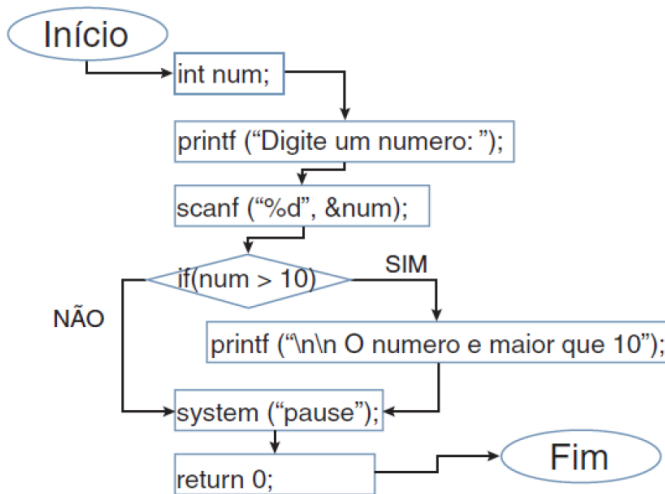 Início
int num;
printf (“Digite um numero: ”);
scanf (“%d”, &num);
if(num > 10)
SIM
NÃO
printf (“\n\n O numero e maior que 10”);
system (“pause”);
return 0;
Fim